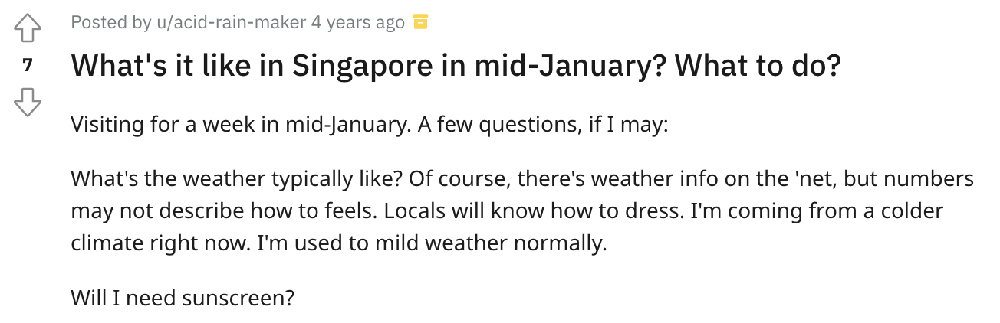 Posted by u/acid-rain-maker 4 years ago
7
What's it like in Singapore in mid-January? What to do?
Visiting for a week in mid-January. A few questions, if I may:
What's the weather typically like? Of course, there's weather info on the 'net, but numbers
may not describe how to feels. Locals will know how to dress. I'm coming from a colder
climate right now. I'm used to mild weather normally.
Will I need sunscreen?